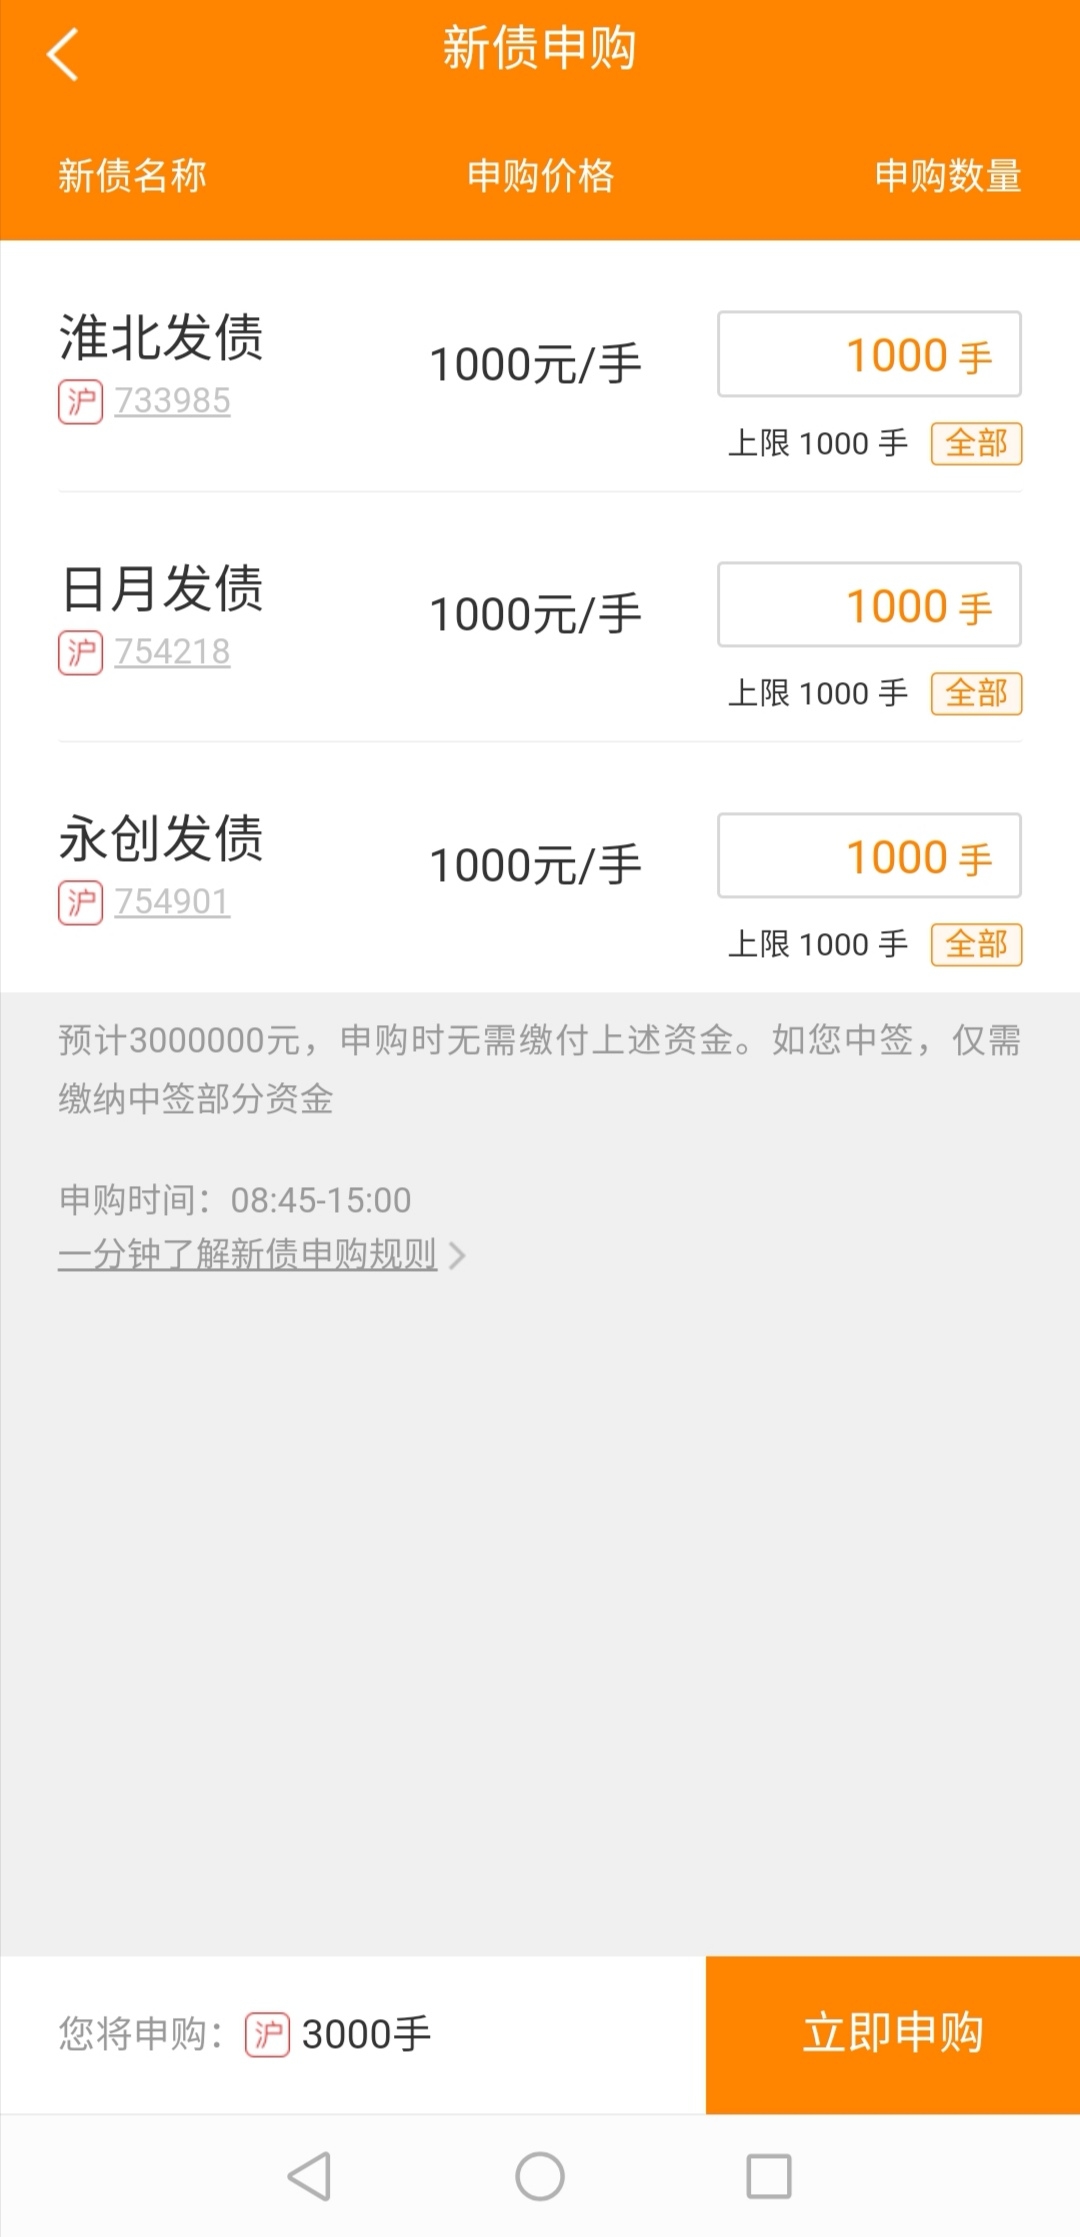 新债申购
新债名称 申购价格 申购数量
淮北发债 1000元/手 1000 手
沪 733985
上限 1000 手 全部
日月发债 1000元/手 1000 手
沪 754218
上限 1000 手 全部
永创发债 1000元/手 1000 手
沪 754901
上限 1000 手 全部
预计3000000元，申购时无需缴付上述资金。如您中签，仅需
缴纳中签部分资金
申购时间：08:45-15:00
一分钟了解新债申购规则
您将申购： 沪 3000手 立即申购